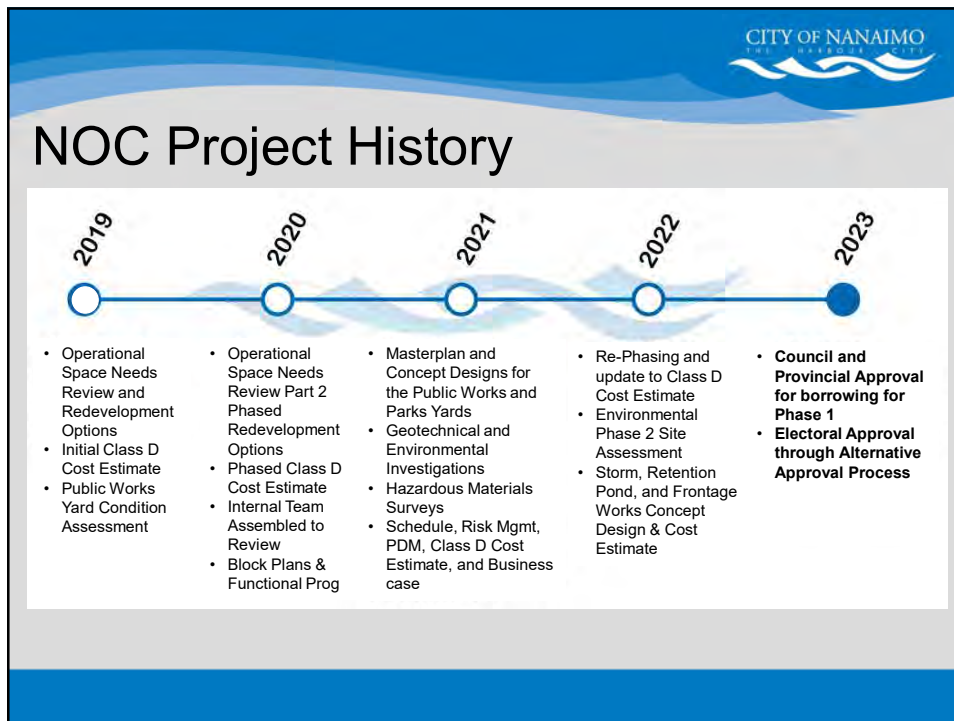 CITY OF NANAIMO
THE HARBOUR CITY
NOC Project History
2019
2020
2021
2022
2023
• Operational
Space Needs
Review and
Redevelopment
Options
• Initial Class D
Cost Estimate
• Public Works
Yard Condition
Assessment
• Operational
Space Needs
Review Part 2
Phased
Redevelopment
Options
• Phased Class D
Cost Estimate
• Internal Team
Assembled to
Review
• Block Plans &
Functional Prog
• Masterplan and
Concept Designs for
the Public Works and
Parks Yards
• Geotechnical and
Environmental
Investigations
• Hazardous Materials
Surveys
• Schedule, Risk Mgmt,
PDM, Class D Cost
Estimate, and Business
case
• Re-Phasing and
update to Class D
Cost Estimate
• Environmental
Phase 2 Site
Assessment
• Storm, Retention
Pond, and Frontage
Works Concept
Design & Cost
Estimate
• Council and
Provincial Approval
for borrowing for
Phase 1
• Electoral Approval
through Alternative
Approval Process